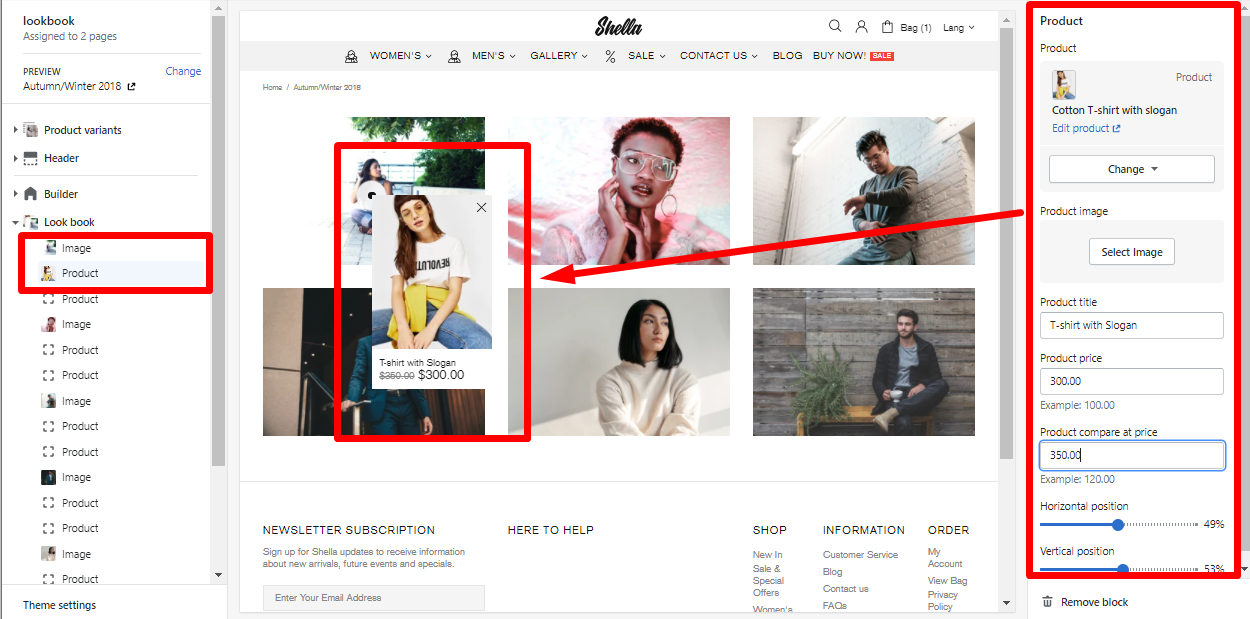 lookbook
Assigned to 2 pages
PREVIEW
Change
Autumn/Winter 2018
Product variants
Header
Builder
Look book
Image
Product
Product
Image
Product
Product
Image
Product
Product
Image
Product
Product
Image
Product
Theme settings
Shella
Bag (1)
Lang
WOMEN'S
MEN'S
GALLERY
%
SALE
CONTACT US
BLOG
BUY NOW!
SALE
Home / Autumn/Winter 2018
REVOLUT
T-shirt with Slogan
$350.00 $300.00
NEWSLETTER SUBSCRIPTION
Sign up for Shella updates to receive information
about new arrivals, future events and specials.
Enter Your Email Address
HERE TO HELP
SHOP
New In
Sale &
Special
Offers
Women's
INFORMATION
Customer Service
Blog
Contact us
FAQs
ORDER
My
Account
View Bag
Privacy
Policy
Product
Product
Product
Cotton T-shirt with slogan
Edit product
Change
Product image
Select Image
Product title
T-shirt with Slogan
Product price
300.00
Example: 100.00
Product compare at price
350.00
Example: 120.00
Horizontal position
49%
Vertical position
53%
Remove block